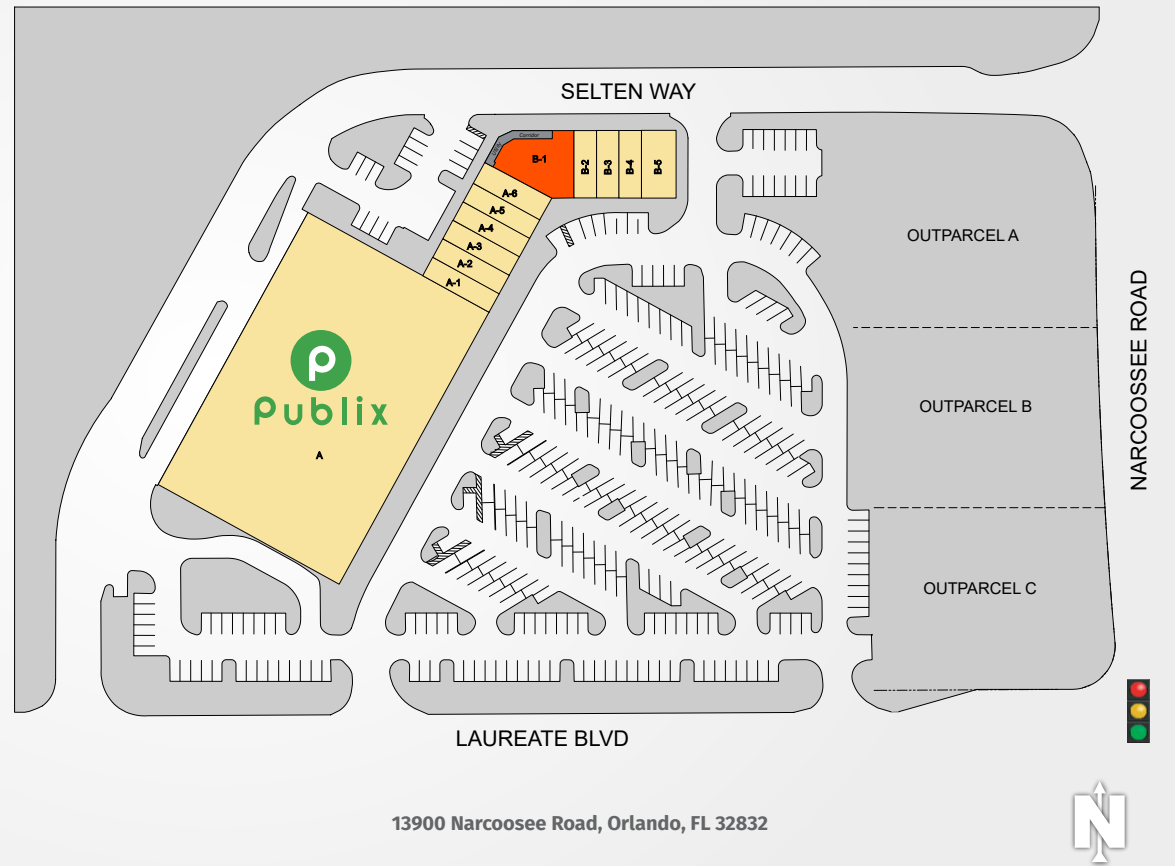 SELTEN WAY
Corridor
B-1
B-2
B-3
B-4
B-5
A-6
A-5
A-4
A-3
A-2
A-1
OUTPARCEL A
NARCOOSSEE ROAD
P
Publix
A
OUTPARCEL B
OUTPARCEL C
LAUREATE BLVD
13900 Narcoosee Road, Orlando, FL 32832
N